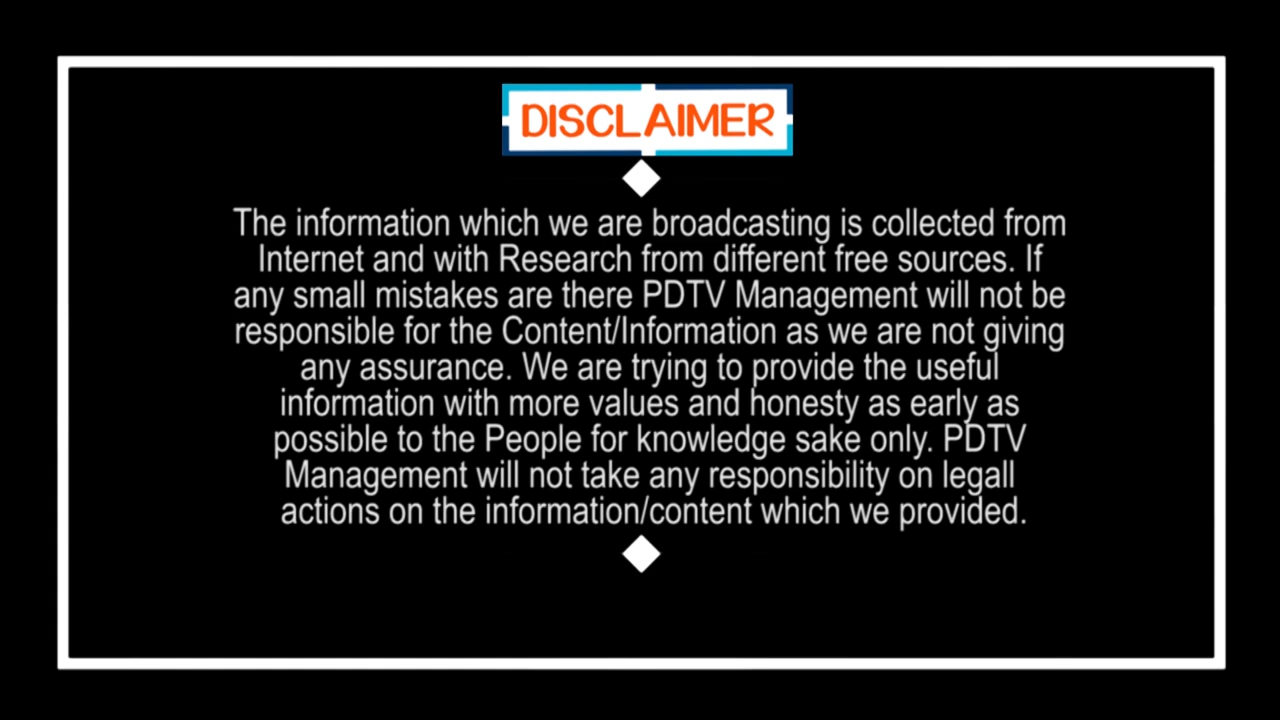 DISCLAIMER
The information which we are broadcasting is collected from
Internet and with Research from different free sources. If
any small mistakes are there PDTV Management will not be
responsible for the Content/Information as we are not giving
any assurance. We are trying to provide the useful
information with more values and honesty as early as
possible to the People for knowledge sake only. PDTV
Management will not take any responsibility on legall
actions on the information/content which we provided.